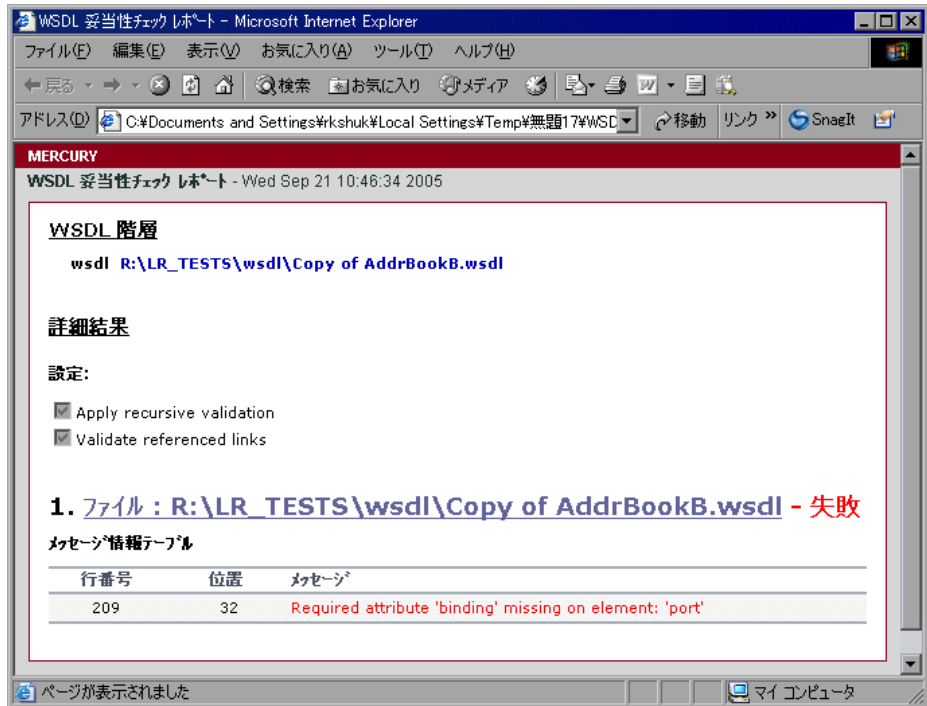 WSDL 妥当性ﾁｪｯｸ ﾚﾎﾟｰﾄ - Microsoft Internet Explorer
ファイル(F) 編集(E) 表示(V) お気に入り(A) ツール(T) ヘルプ(H)
戻る 検索 お気に入り メディア
アドレス(D) C:¥Documents and Settings¥rkshuk¥Local Settings¥Temp¥無題17¥WSD 移動 リンク » SnagIt
MERCURY
WSDL 妥当性ﾁｪｯｸ ﾚﾎﾟｰﾄ - Wed Sep 21 10:46:34 2005
WSDL 階層
wsdl R:\LR_TESTS\wsdl\Copy of AddrBookB.wsdl
詳細結果
設定:
Apply recursive validation
Validate referenced links
1. ﾌｧｲﾙ : R:\LR_TESTS\wsdl\Copy of AddrBookB.wsdl - 失敗
ﾒｯｾｰｼﾞ情報ﾃｰﾌﾞﾙ
行番号 位置 ﾒｯｾｰｼﾞ
209 32 Required attribute 'binding' missing on element: 'port'
ページが表示されました マイ コンピュータ